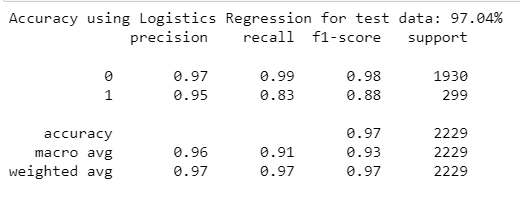 Accuracy using Logistics Regression for test data: 97.04%
precision recall f1-score support
0 0.97 0.99 0.98 1930
1 0.95 0.83 0.88 299
accuracy 0.97 2229
macro avg 0.96 0.91 0.93 2229
weighted avg 0.97 0.97 0.97 2229